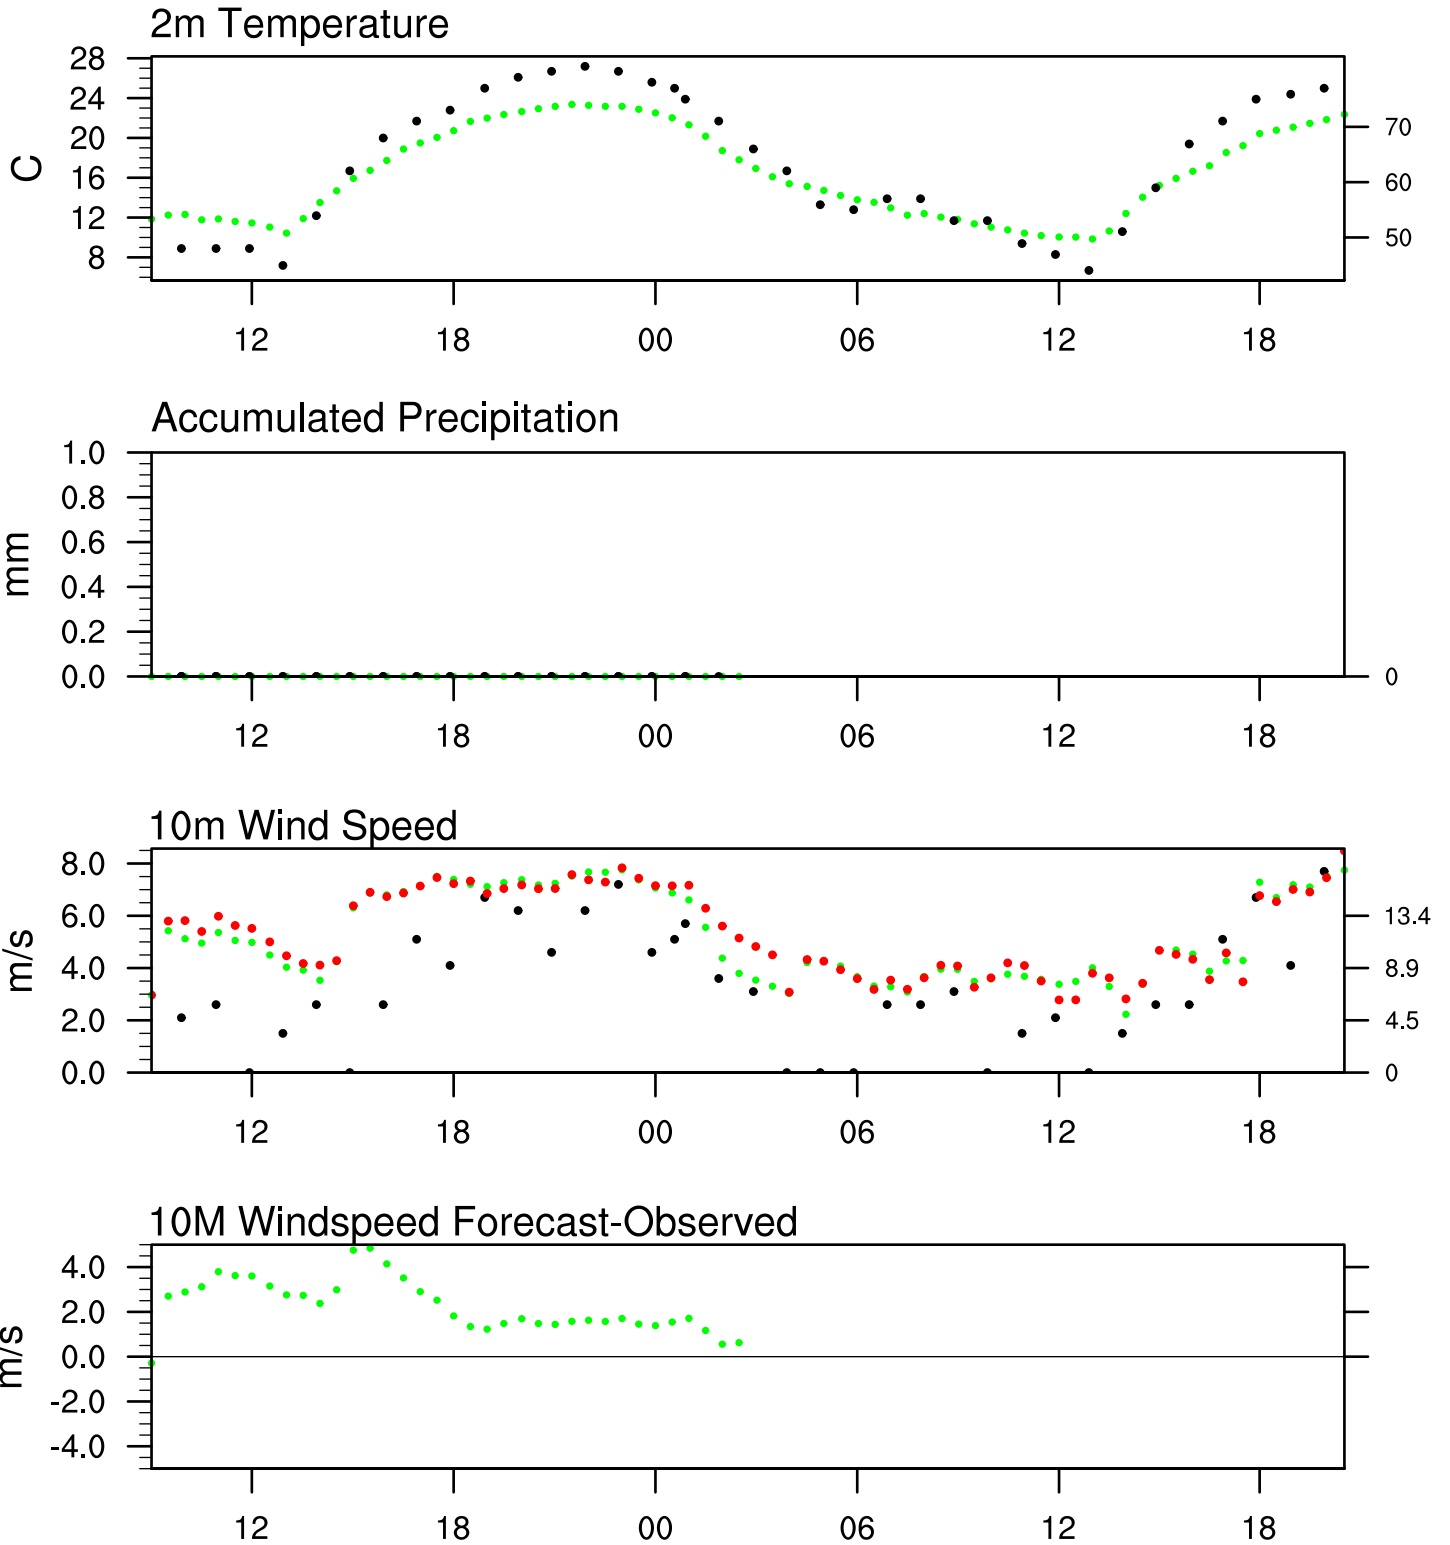 2m Temperature
28
24
20
16
12
8
C
70
60
50
12 18 00 06 12 18
Accumulated Precipitation
1.0
0.8
0.6
0.4
0.2
0.0
mm
0
12 18 00 06 12 18
10m Wind Speed
8.0
6.0
4.0
2.0
0.0
m/s
13.4
8.9
4.5
0
12 18 00 06 12 18
10M Windspeed Forecast-Observed
4.0
2.0
0.0
-2.0
-4.0
m/s
12 18 00 06 12 18